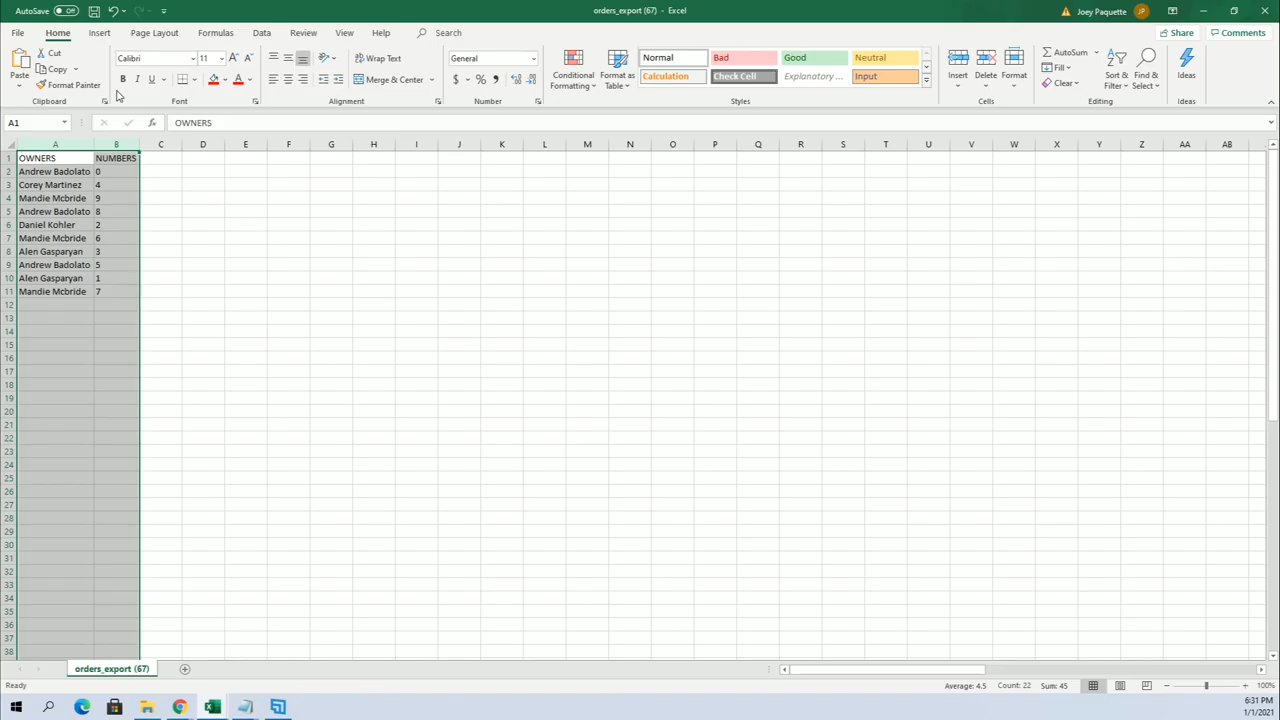 AutoSave Off orders_export (67) - Excel Joey Paquette JP
File Home Insert Page Layout Formulas Data Review View Help Search Share Comments
Paste Cut Copy Format Painter Clipboard
Calibri 11 A A B I U A Font
ab Wrap Text Merge & Center Alignment
General $ % , Number
Conditional Formatting Format as Table
Normal Bad Good Neutral
Calculation Check Cell Explanatory ... Input
Styles
Insert Delete Format Cells
AutoSum Fill Clear Sort & Filter Find & Select Editing
Ideas Ideas
A1 fx OWNERS
A B C D E F G H I J K L M N O P Q R S T U V W X Y Z AA AB
1 OWNERS NUMBERS
2 Andrew Badolato 0
3 Corey Martinez 4
4 Mandie Mcbride 9
5 Andrew Badolato 8
6 Daniel Kohler 2
7 Mandie Mcbride 6
8 Alen Gasparyan 3
9 Andrew Badolato 5
10 Alen Gasparyan 1
11 Mandie Mcbride 7
12
13
14
15
16
17
18
19
20
21
22
23
24
25
26
27
28
29
30
31
32
33
34
35
36
37
38
orders_export (67)
Ready Average: 4.5 Count: 22 Sum: 45 100%
6:31 PM
1/1/2021